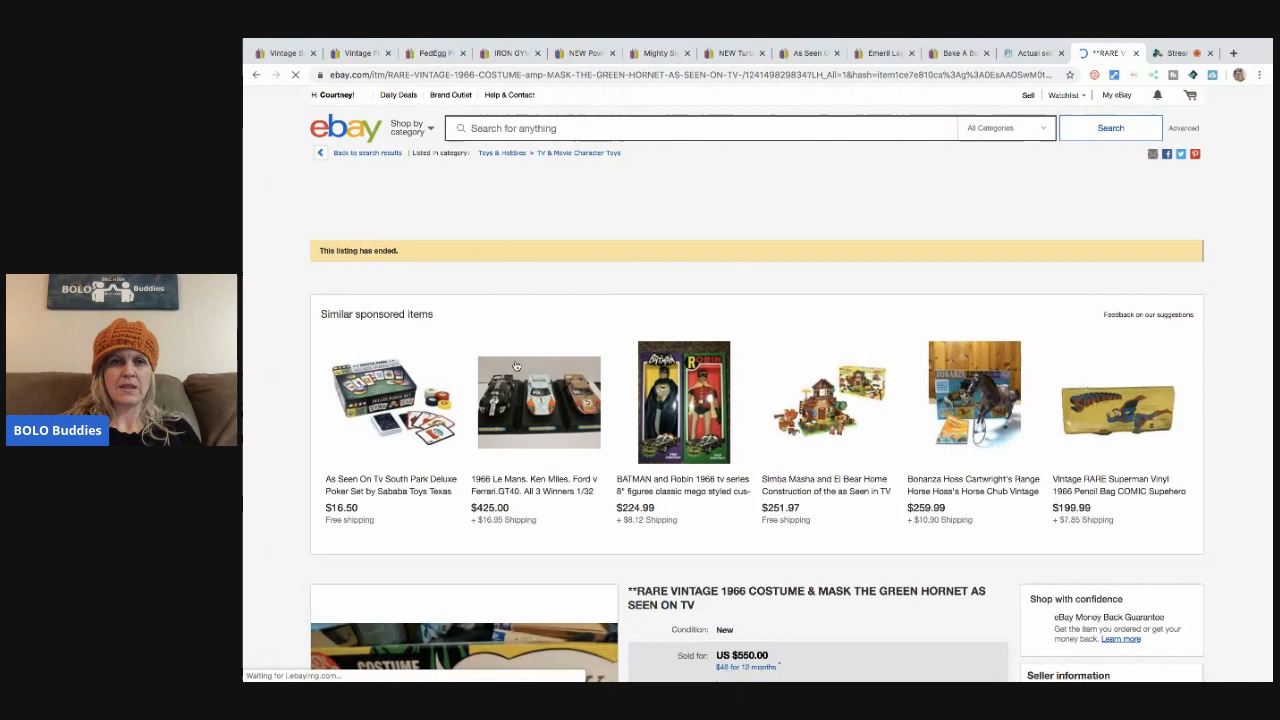 Vintage B
Vintage F
PedEgg P
IRON GYM
NEW Pow
Mighty Si
NEW Turb
As Seen O
Emeril Lag
Bake A Bo
Actual sel
**RARE V
Strea
ebay.com/itm/RARE-VINTAGE-1966-COSTUME-amp-MASK-THE-GREEN-HORNET-AS-SEEN-ON-TV-/124149829834?LH_All=1&hash=item1ce7e810ca%3Ag%3A0EsAAOSwM0t...
Hi Courtney!
Daily Deals
Brand Outlet
Help & Contact
Sell
Watchlist
My eBay
ebay
Shop by
category
Search for anything
All Categories
Search
Advanced
Back to search results
Listed in category:
Toys & Hobbies > TV & Movie Character Toys
This listing has ended.
Similar sponsored items
Feedback on our suggestions
As Seen On Tv South Park Deluxe
Poker Set by Sababa Toys Texas
$16.50
Free shipping
1966 Le Mans. Ken Miles. Ford v
Ferrari.GT40. All 3 Winners 1/32
$425.00
+ $16.95 Shipping
BATMAN and Robin 1966 tv series
8" figures classic mego styled cus-
$224.99
+ $8.12 Shipping
Simba Masha and El Bear Home
Construction of the as Seen in TV
$251.97
Free shipping
Bonanza Hoss Cartwright's Range
Horse Hoss's Horse Chub Vintage
$259.99
+ $10.90 Shipping
Vintage RARE Superman Vinyl
1966 Pencil Bag COMIC Supehero
$199.99
+ $7.85 Shipping
**RARE VINTAGE 1966 COSTUME & MASK THE GREEN HORNET AS
SEEN ON TV
Condition: New
Sold for: US $550.00
$46 for 12 months *
Shop with confidence
eBay Money Back Guarantee
Get the item you ordered or get your
money back. Learn more
Seller information
COSTUME
Waiting for i.ebayimg.com...
BOLO Buddies
BOLO Buddies